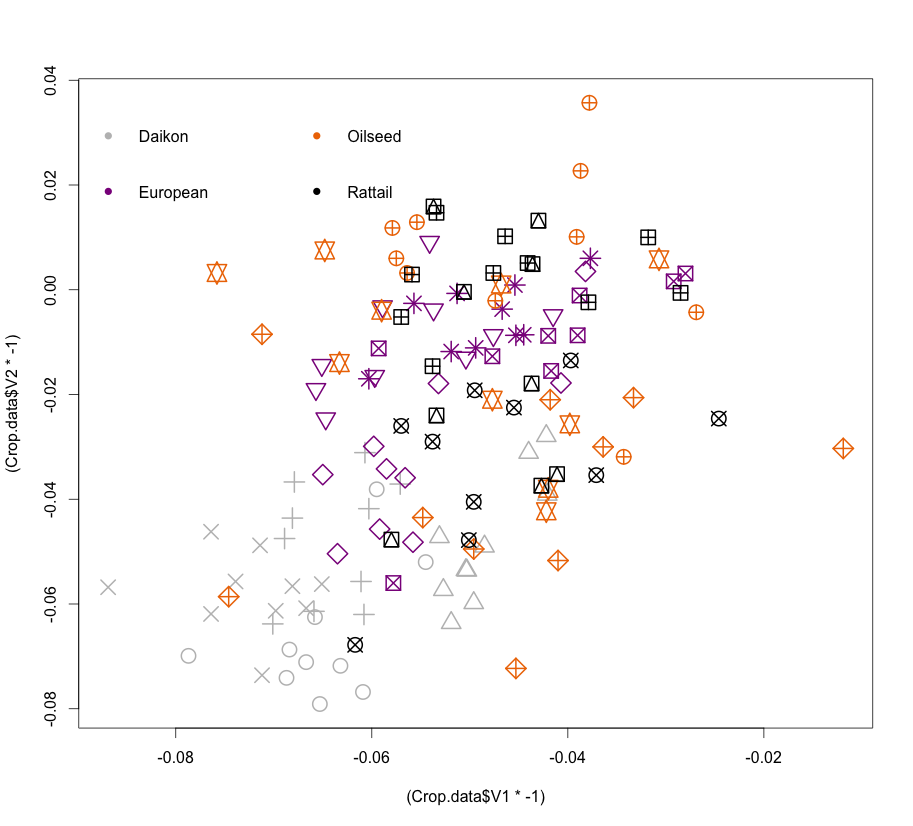 0.04
0.02
0.00
-0.02
-0.04
-0.06
-0.08
(Crop.data$V2 * -1)
Daikon
Oilseed
European
Rattail
-0.08
-0.06
-0.04
-0.02
(Crop.data$V1 * -1)